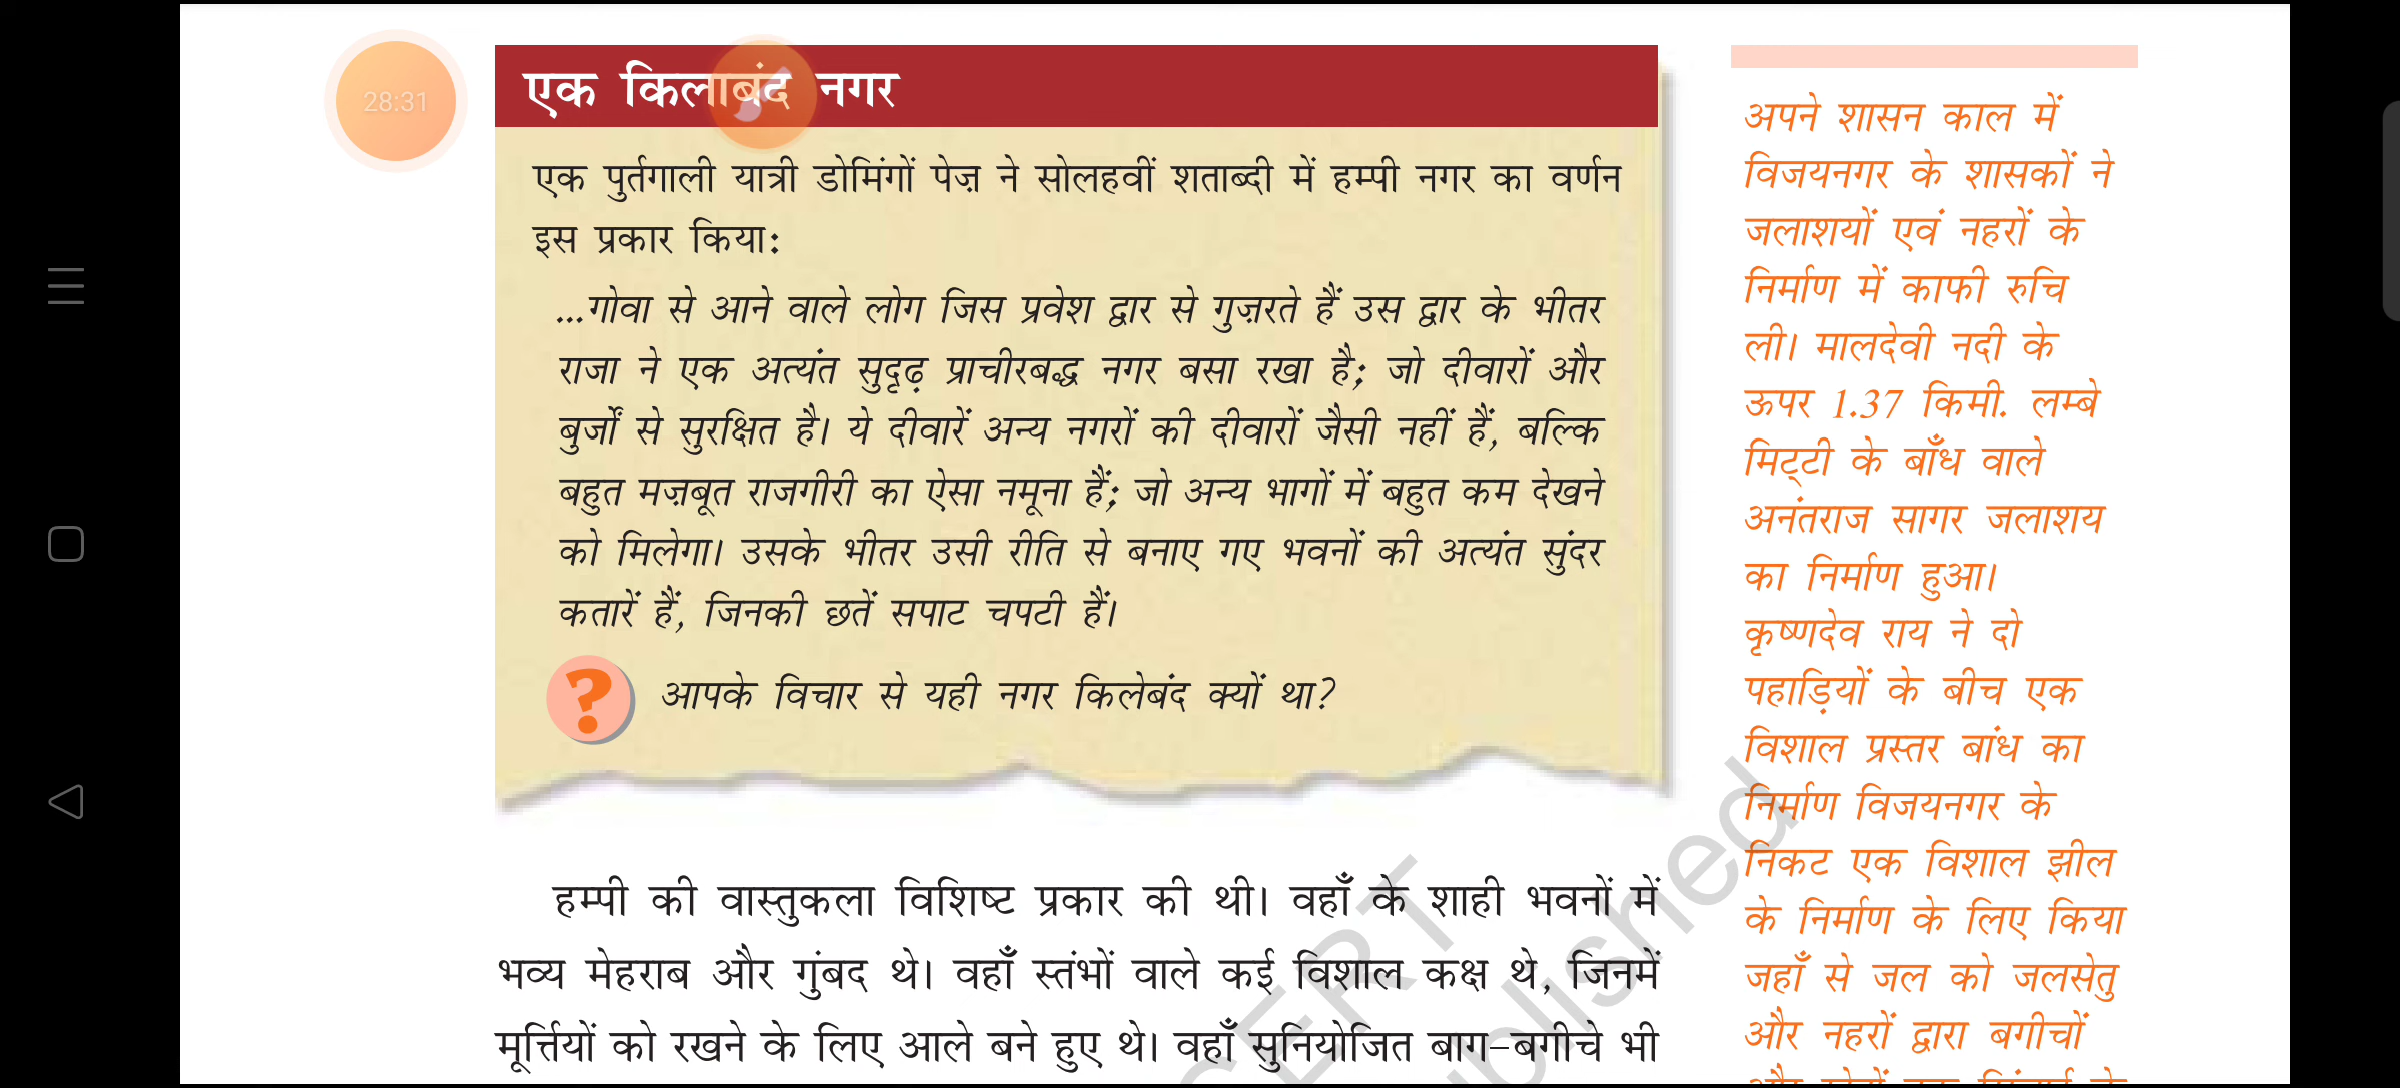 28:31
एक किलाबंद नगर
एक पुर्तगाली यात्री डोमिंगों पेज़ ने सोलहवीं शताब्दी में हम्पी नगर का वर्णन
इस प्रकार किया:
...गोवा से आने वाले लोग जिस प्रवेश द्वार से गुज़रते हैं उस द्वार के भीतर
राजा ने एक अत्यंत सुदृढ़ प्राचीरबद्ध नगर बसा रखा है; जो दीवारों और
बुर्जों से सुरक्षित है। ये दीवारें अन्य नगरों की दीवारों जैसी नहीं हैं, बल्कि
बहुत मज़बूत राजगीरी का ऐसा नमूना हैं; जो अन्य भागों में बहुत कम देखने
को मिलेगा। उसके भीतर उसी रीति से बनाए गए भवनों की अत्यंत सुंदर
कतारें हैं, जिनकी छतें सपाट चपटी हैं।
? आपके विचार से यही नगर किलेबंद क्यों था?
हम्पी की वास्तुकला विशिष्ट प्रकार की थी। वहाँ के शाही भवनों में
भव्य मेहराब और गुंबद थे। वहाँ स्तंभों वाले कई विशाल कक्ष थे, जिनमें
मूर्त्तियों को रखने के लिए आले बने हुए थे। वहाँ सुनियोजित बाग-बगीचे भी
अपने शासन काल में
विजयनगर के शासकों ने
जलाशयों एवं नहरों के
निर्माण में काफी रुचि
ली। मालदेवी नदी के
ऊपर 1.37 किमी. लम्बे
मिट्टी के बाँध वाले
अनंतराज सागर जलाशय
का निर्माण हुआ।
कृष्णदेव राय ने दो
पहाड़ियों के बीच एक
विशाल प्रस्तर बांध का
निर्माण विजयनगर के
निकट एक विशाल झील
के निर्माण के लिए किया
जहाँ से जल को जलसेतु
और नहरों द्वारा बगीचों